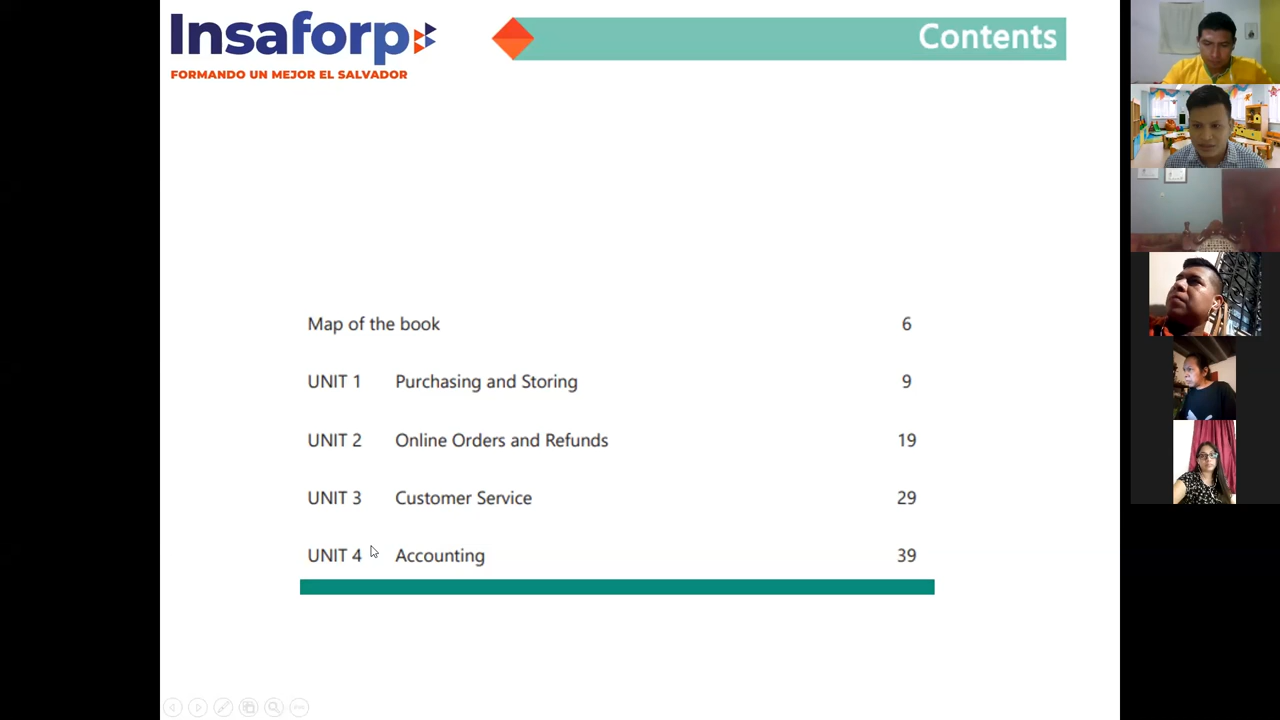 Insaforp
FORMANDO UN MEJOR EL SALVADOR
Contents
Map of the book 6
UNIT 1 Purchasing and Storing 9
UNIT 2 Online Orders and Refunds 19
UNIT 3 Customer Service 29
UNIT 4 Accounting 39